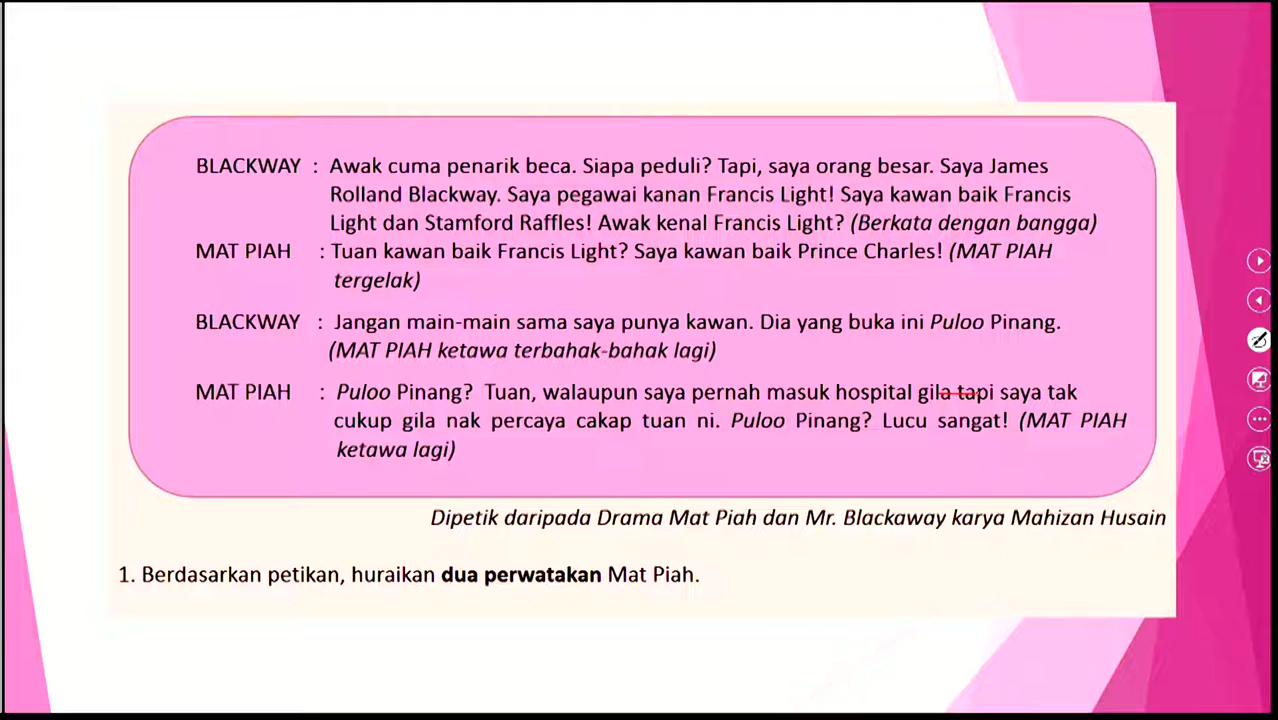 BLACKWAY : Awak cuma penarik beca. Siapa peduli? Tapi, saya orang besar. Saya James
Rolland Blackway. Saya pegawai kanan Francis Light! Saya kawan baik Francis
Light dan Stamford Raffles! Awak kenal Francis Light? (Berkata dengan bangga)
MAT PIAH : Tuan kawan baik Francis Light? Saya kawan baik Prince Charles! (MAT PIAH
tergelak)
BLACKWAY : Jangan main-main sama saya punya kawan. Dia yang buka ini Puloo Pinang.
(MAT PIAH ketawa terbahak-bahak lagi)
MAT PIAH : Puloo Pinang? Tuan, walaupun saya pernah masuk hospital gila tapi saya tak
cukup gila nak percaya cakap tuan ni. Puloo Pinang? Lucu sangat! (MAT PIAH
ketawa lagi)
Dipetik daripada Drama Mat Piah dan Mr. Blackaway karya Mahizan Husain
1. Berdasarkan petikan, huraikan dua perwatakan Mat Piah.